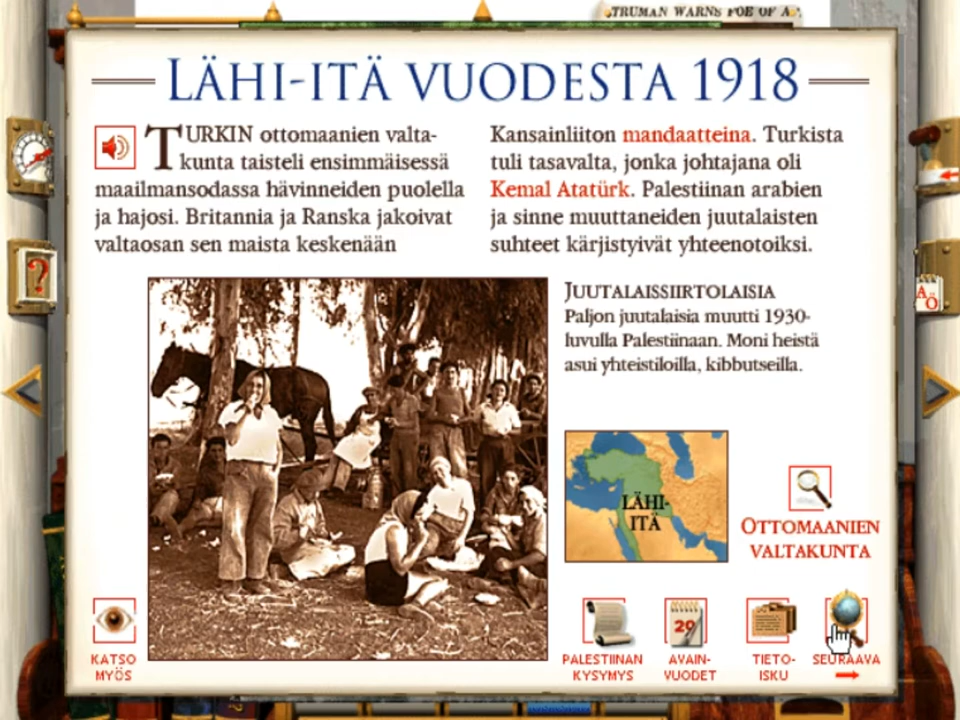 TRUMAN WARNS FOE OF A
LÄHI-ITÄ VUODESTA 1918
TURKIN ottomaanien valta-
kunta taisteli ensimmäisessä
maailmansodassa hävinneiden puolella
ja hajosi. Britannia ja Ranska jakoivat
valtaosan sen maista keskenään
Kansainliiton mandaatteina. Turkista
tuli tasavalta, jonka johtajana oli
Kemal Atatürk. Palestiinan arabien
ja sinne muuttaneiden juutalaisten
suhteet kärjistyivät yhteenotoiksi.
JUUTALAISSIIRTOLAISIA
Paljon juutalaisia muutti 1930-
luvulla Palestiinaan. Moni heistä
asui yhteistiloilla, kibbutseilla.
LÄHI-
ITÄ
OTTOMAANIEN
VALTAKUNTA
KATSO
MYÖS
PALESTIINAN
KYSYMYS
29
AVAIN-
VUODET
TIETO-
ISKU
SEURAAVA
?
A
Ö